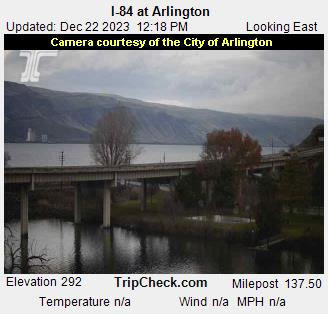 I-84 at Arlington
Updated: Dec 22 2023 12:18 PM Looking East
Camera courtesy of the City of Arlington
Elevation 292 TripCheck.com Milepost 137.50
Temperature n/a Wind n/a MPH n/a